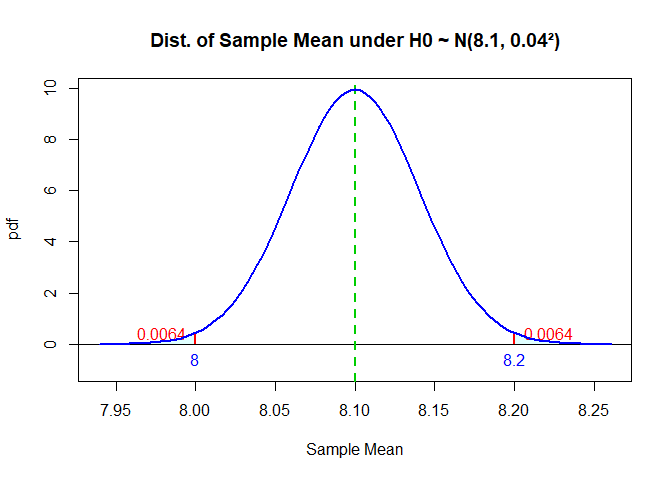 Dist. of Sample Mean under H0 ~ N(8.1, 0.04²)
pdf
10
8
6
4
2
0
0.0064
0.0064
8
8.2
7.95 8.00 8.05 8.10 8.15 8.20 8.25
Sample Mean